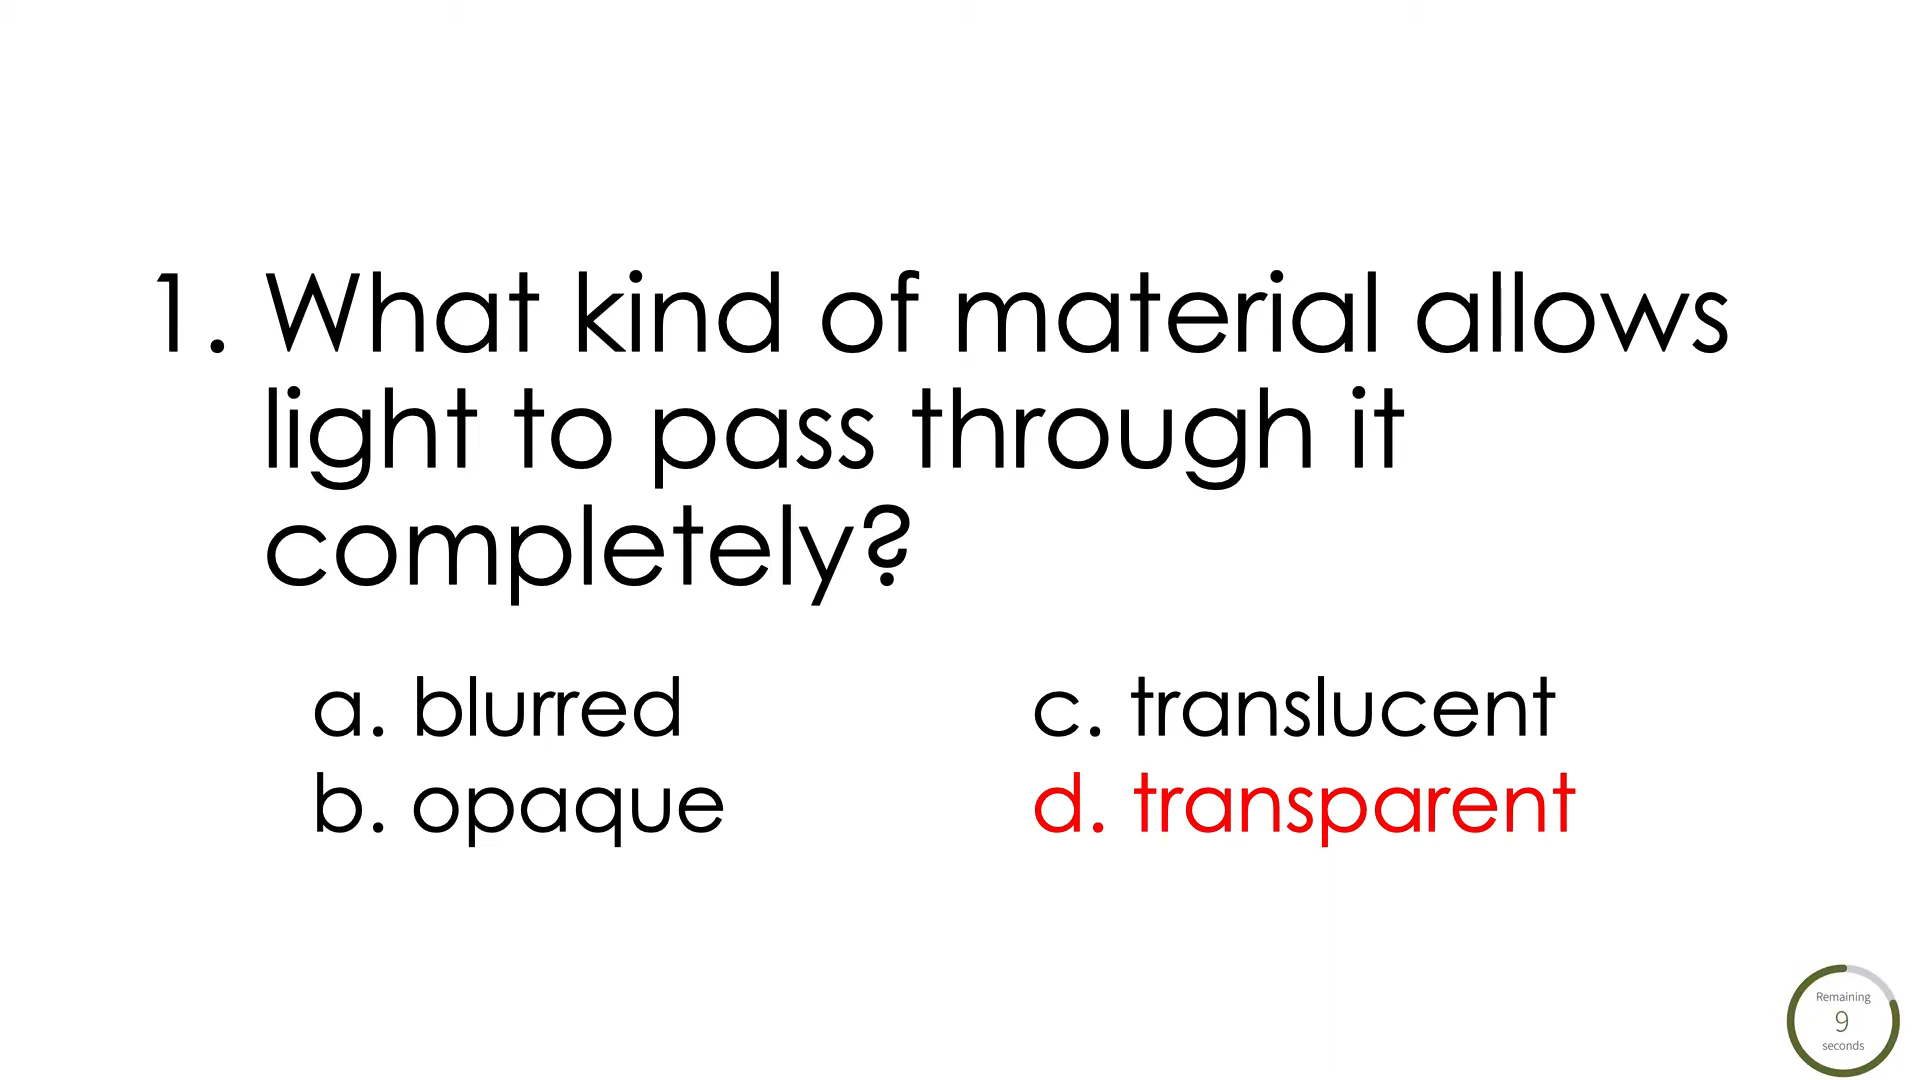 1. What kind of material allows
light to pass through it
completely?
a. blurred
b. opaque
c. translucent
d. transparent
Remaining
9
seconds